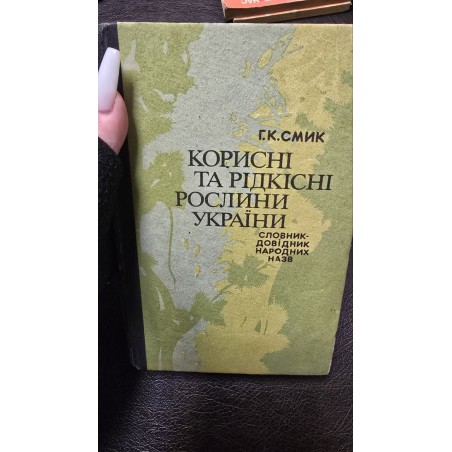 Г.К.СМИК
КОРИСНІ
ТА РІДКІСНІ
РОСЛИНИ
УКРАЇНИ
СЛОВНИК-
ДОВІДНИК
НАРОДНИХ
НАЗВ